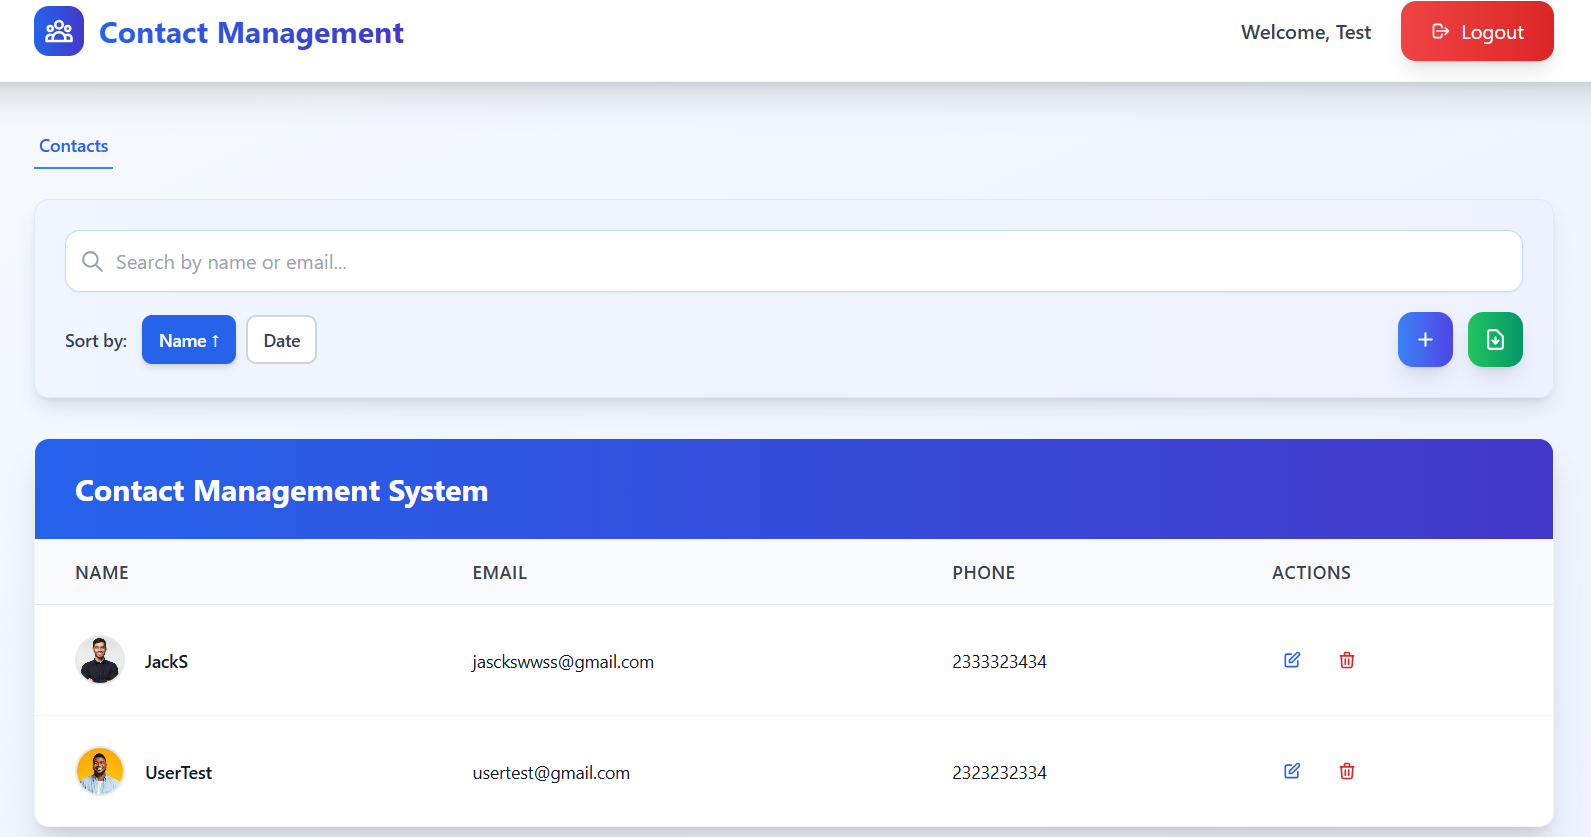 Contact Management
Welcome, Test
Logout
Contacts
Search by name or email...
Sort by: Name ↑ Date
+
Contact Management System
NAME EMAIL PHONE ACTIONS
JackS jasckswwss@gmail.com 2333323434
UserTest usertest@gmail.com 2323232334